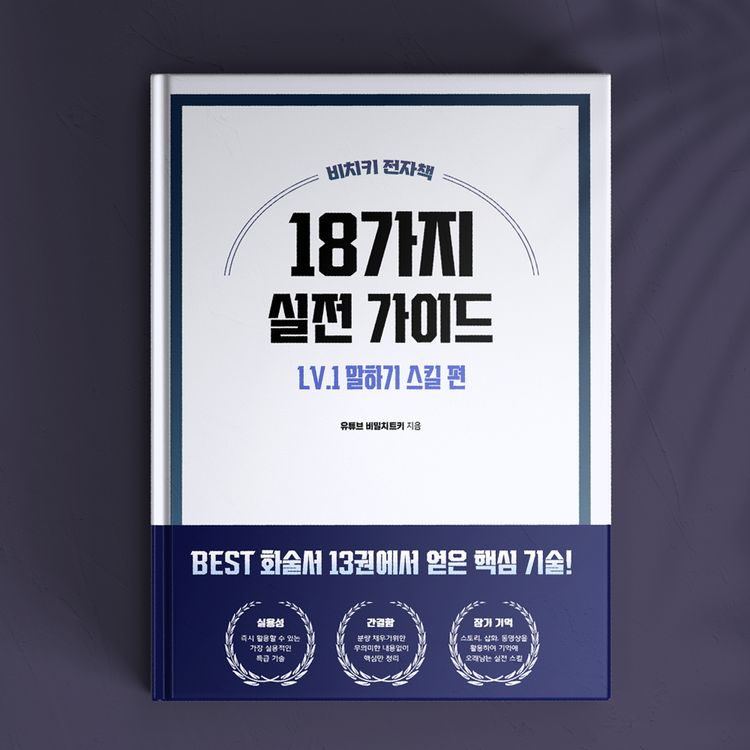 비치키 전자책
18가지
실전 가이드
LV.1 말하기 스킬 편
유튜브 비밀치트키 지음
BEST 화술서 13권에서 얻은 핵심 기술!
실용성
즉시 활용할 수 있는
가장 실용적인
특급 기술
간결함
분량 채우기위한
무의미한 내용없이
핵심만 정리
장기 기억
스토리, 삽화, 동영상을
활용하여 기억에
오래남는 실전 스킬